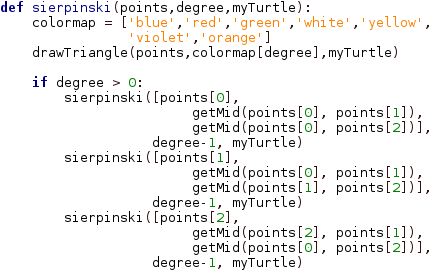 def sierpinski(points,degree,myTurtle):
    colormap = ['blue','red','green','white','yellow',
                'violet','orange']
    drawTriangle(points,colormap[degree],myTurtle)

    if degree > 0:
        sierpinski([points[0],
                        getMid(points[0], points[1]),
                        getMid(points[0], points[2])],
                   degree-1, myTurtle)
        sierpinski([points[1],
                        getMid(points[0], points[1]),
                        getMid(points[1], points[2])],
                   degree-1, myTurtle)
        sierpinski([points[2],
                        getMid(points[2], points[1]),
                        getMid(points[0], points[2])],
                   degree-1, myTurtle)